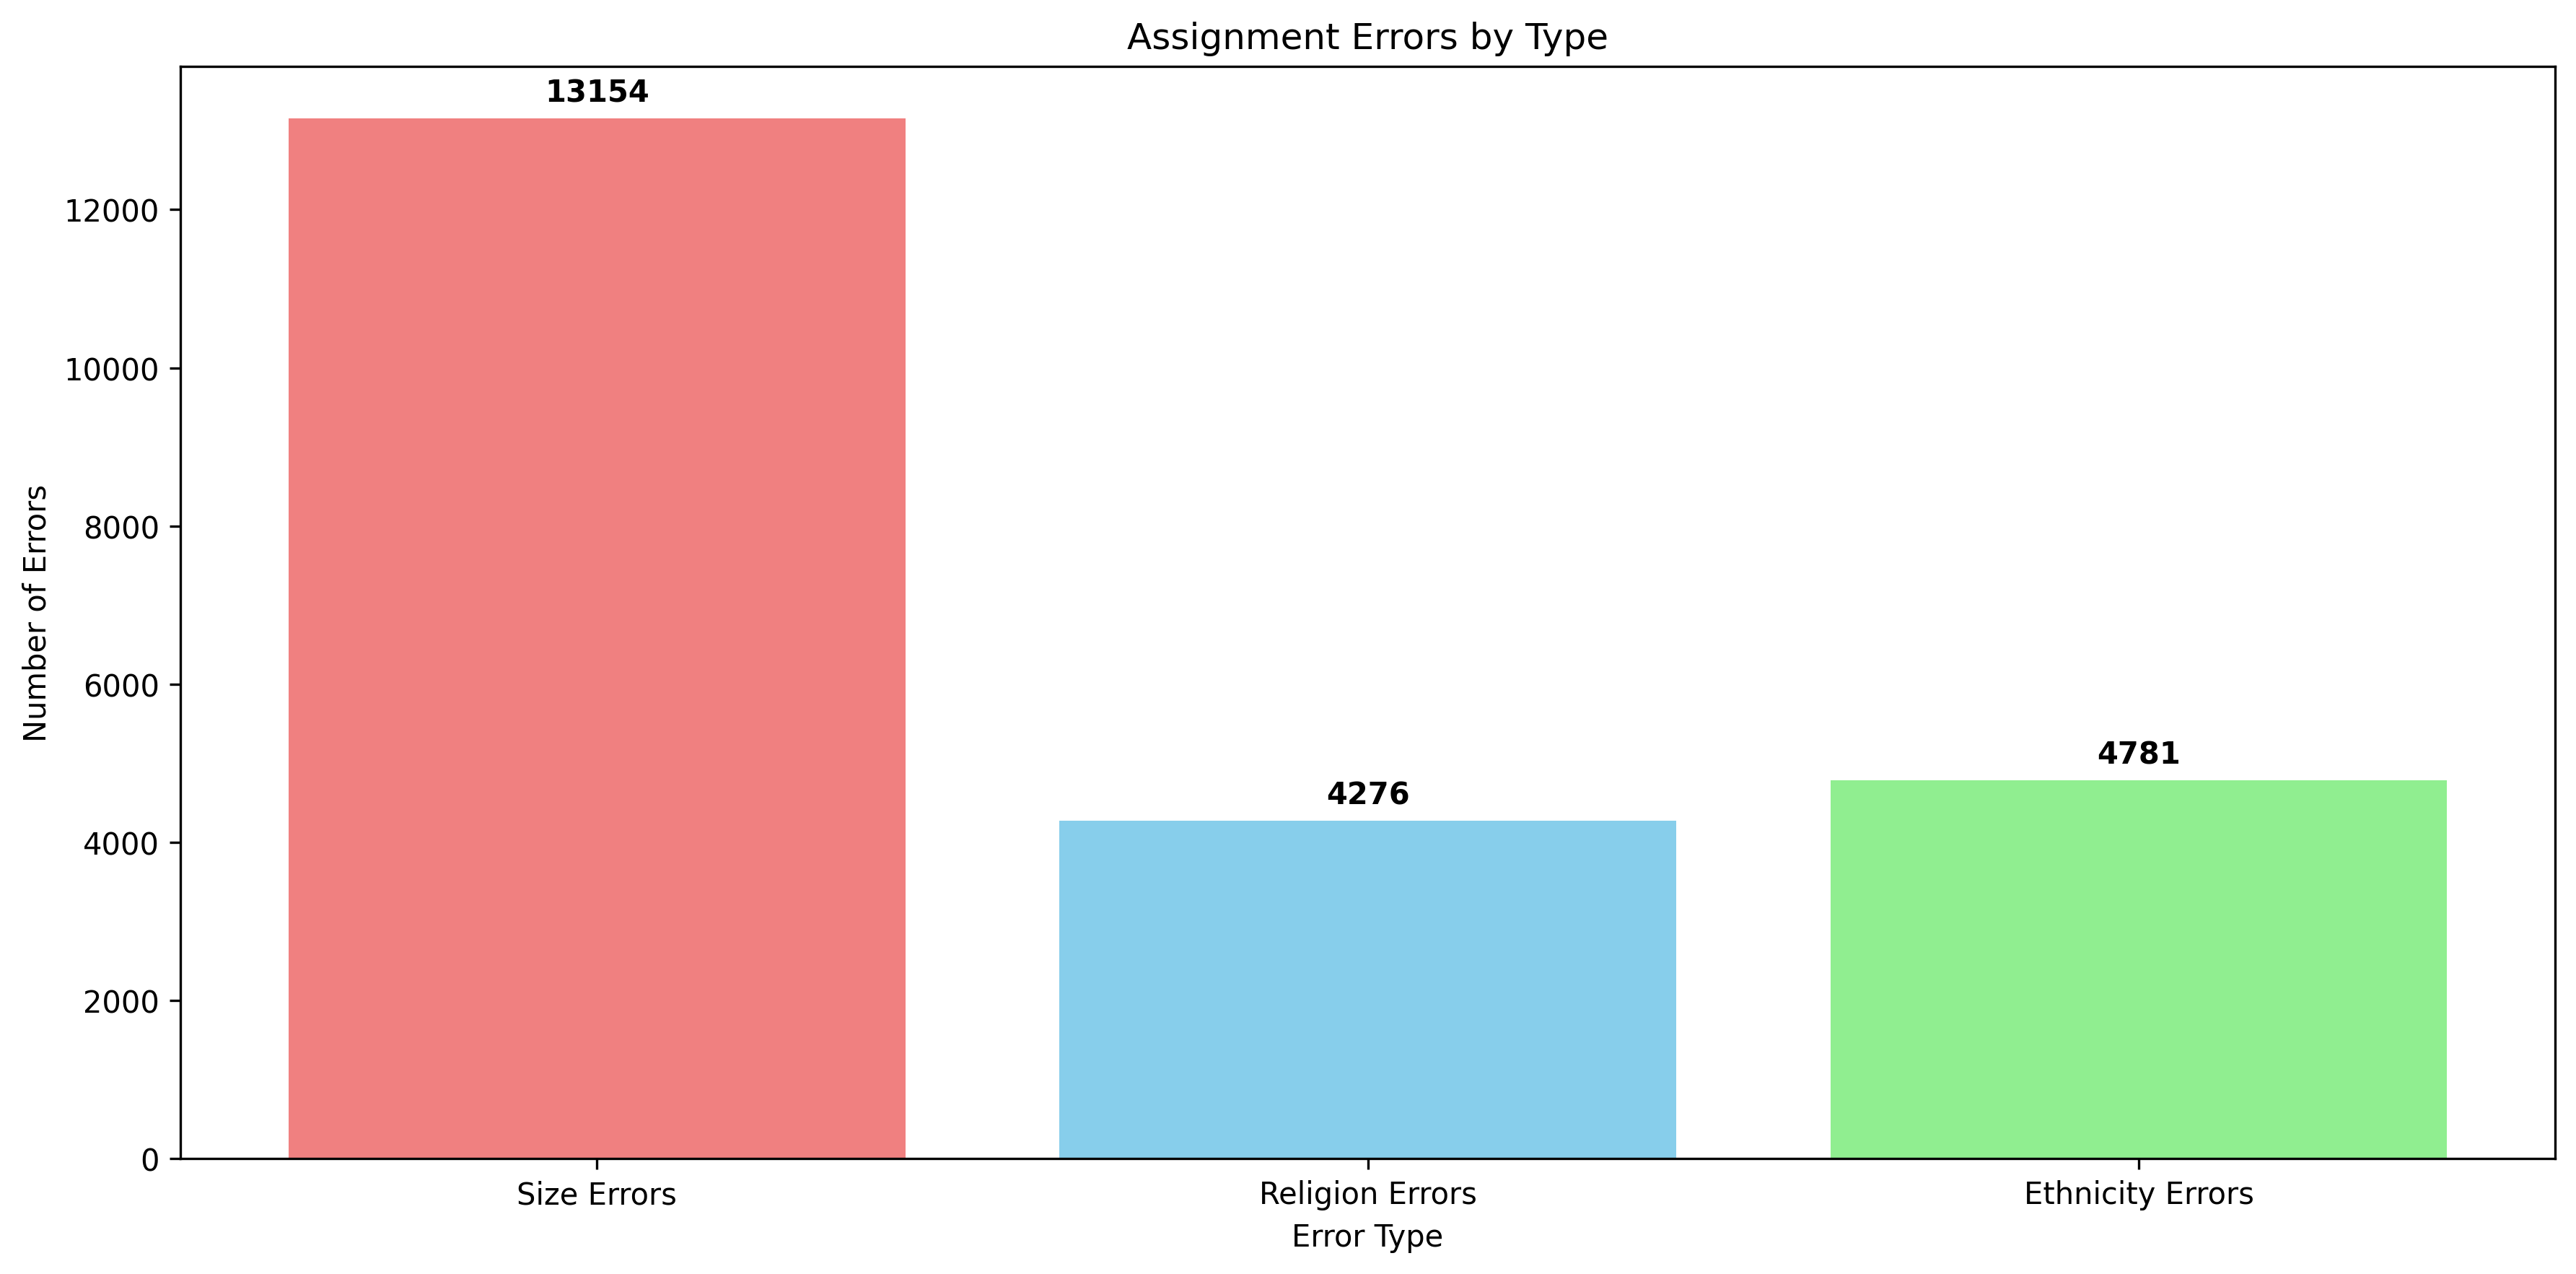 Assignment Errors by Type
Number of Errors
12000
10000
8000
6000
4000
2000
0
13154
4276
4781
Size Errors
Religion Errors
Ethnicity Errors
Error Type